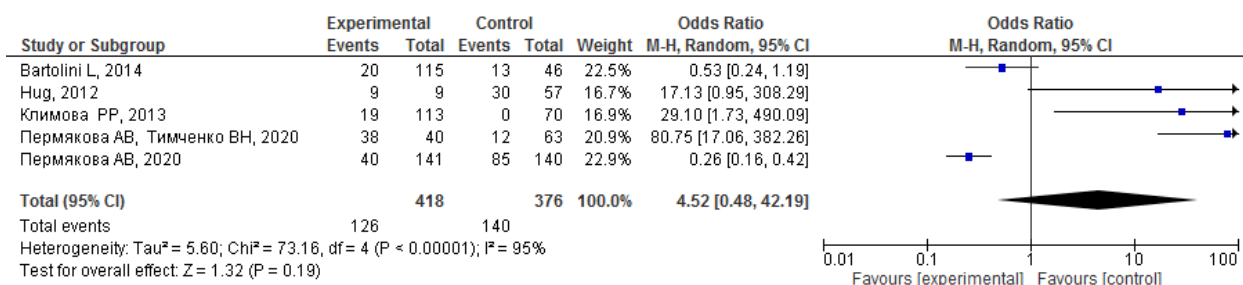 Experimental Control Odds Ratio Odds Ratio
Study or Subgroup Events Total Events Total Weight M-H, Random, 95% CI M-H, Random, 95% CI
Bartolini L, 2014 20 115 13 46 22.5% 0.53 [0.24, 1.19]
Hug, 2012 9 9 30 57 16.7% 17.13 [0.95, 308.29]
Климова РР, 2013 19 113 0 70 16.9% 29.10 [1.73, 490.09]
Пермякова АВ, Тимченко ВН, 2020 38 40 12 63 20.9% 80.75 [17.06, 382.26]
Пермякова АВ, 2020 40 141 85 140 22.9% 0.26 [0.16, 0.42]
Total (95% CI) 418 376 100.0% 4.52 [0.48, 42.19]
Total events 126 140
Heterogeneity: Tau² = 5.60; Chi² = 73.16, df = 4 (P < 0.00001); I² = 95%
Test for overall effect: Z = 1.32 (P = 0.19)
0.01 0.1 1 10 100
Favours [experimental] Favours [control]